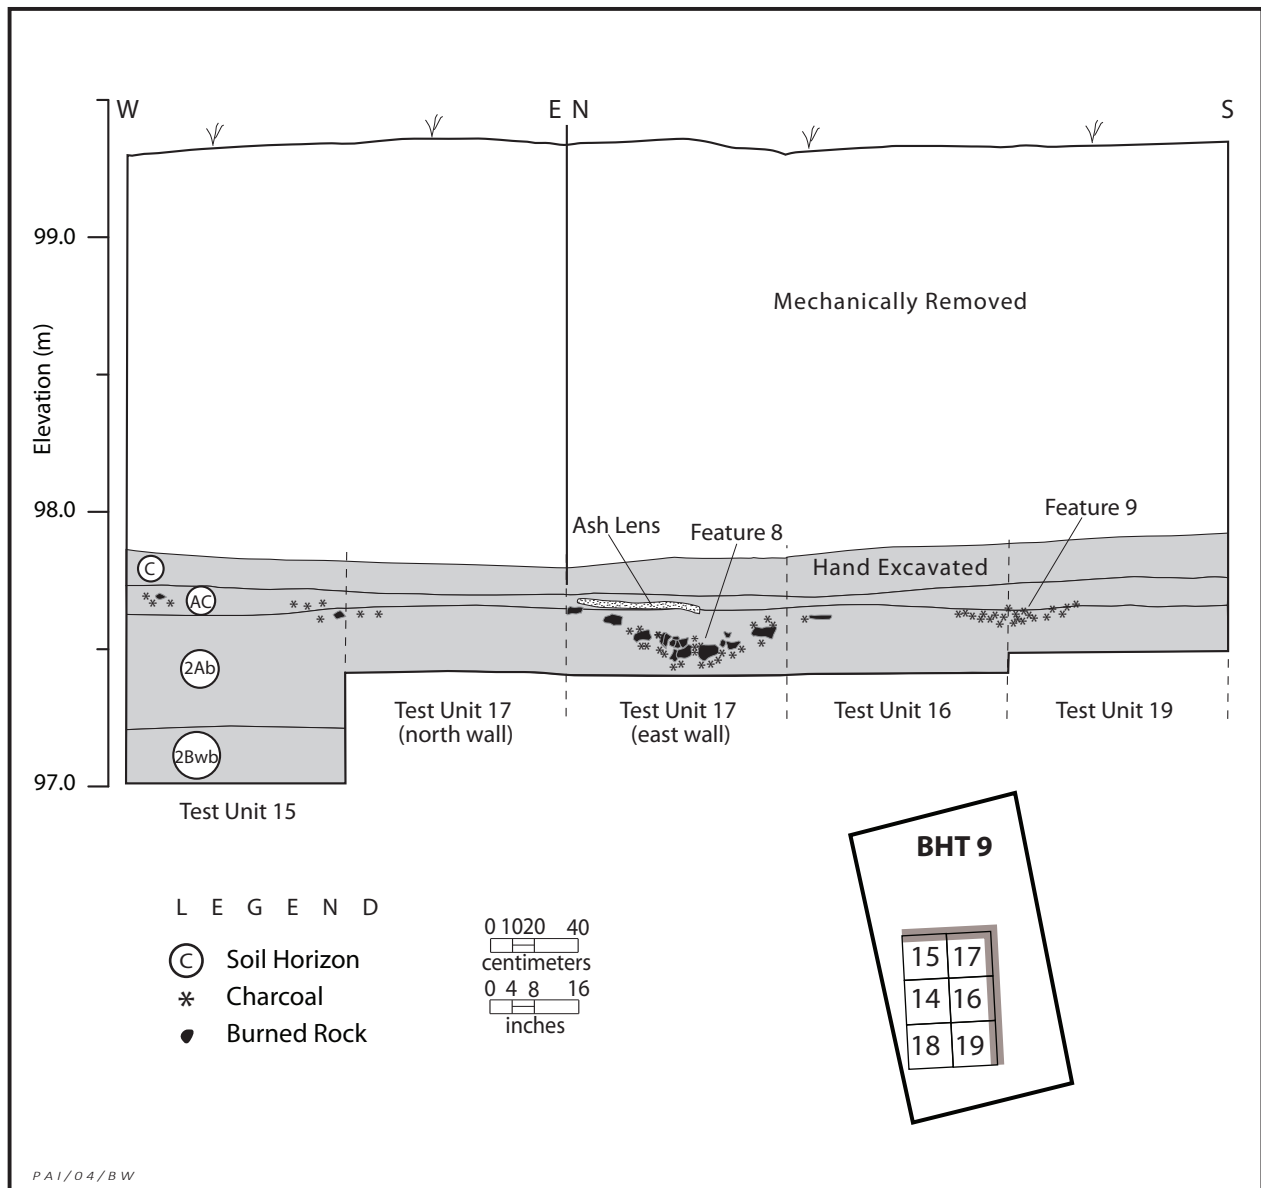 W
E N
S
99.0
Mechanically Removed
Elevation (m)
98.0
Ash Lens
Feature 8
Feature 9
C
Hand Excavated
AC
2Ab
Test Unit 17
(north wall)
Test Unit 17
(east wall)
Test Unit 16
Test Unit 19
2Bwb
97.0
Test Unit 15
BHT 9
L E G E N D
C Soil Horizon
Charcoal
Burned Rock
0 10 20 40
centimeters
0 4 8 16
inches
15 17
14 16
18 19
PAI/04/BW